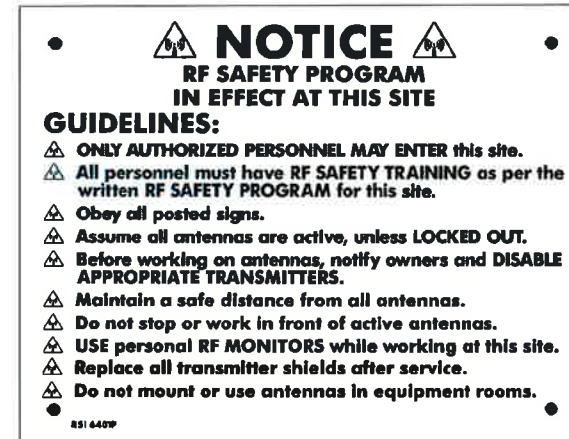 NOTICE
RF SAFETY PROGRAM
IN EFFECT AT THIS SITE
GUIDELINES:
ONLY AUTHORIZED PERSONNEL MAY ENTER this site.
All personnel must have RF SAFETY TRAINING as per the
written RF SAFETY PROGRAM for this site.
Obey all posted signs.
Assume all antennas are active, unless LOCKED OUT.
Before working on antennas, notify owners and DISABLE
APPROPRIATE TRANSMITTERS.
Maintain a safe distance from all antennas.
Do not stop or work in front of active antennas.
USE personal RF MONITORS while working at this site.
Replace all transmitter shields after service.
Do not mount or use antennas in equipment rooms.